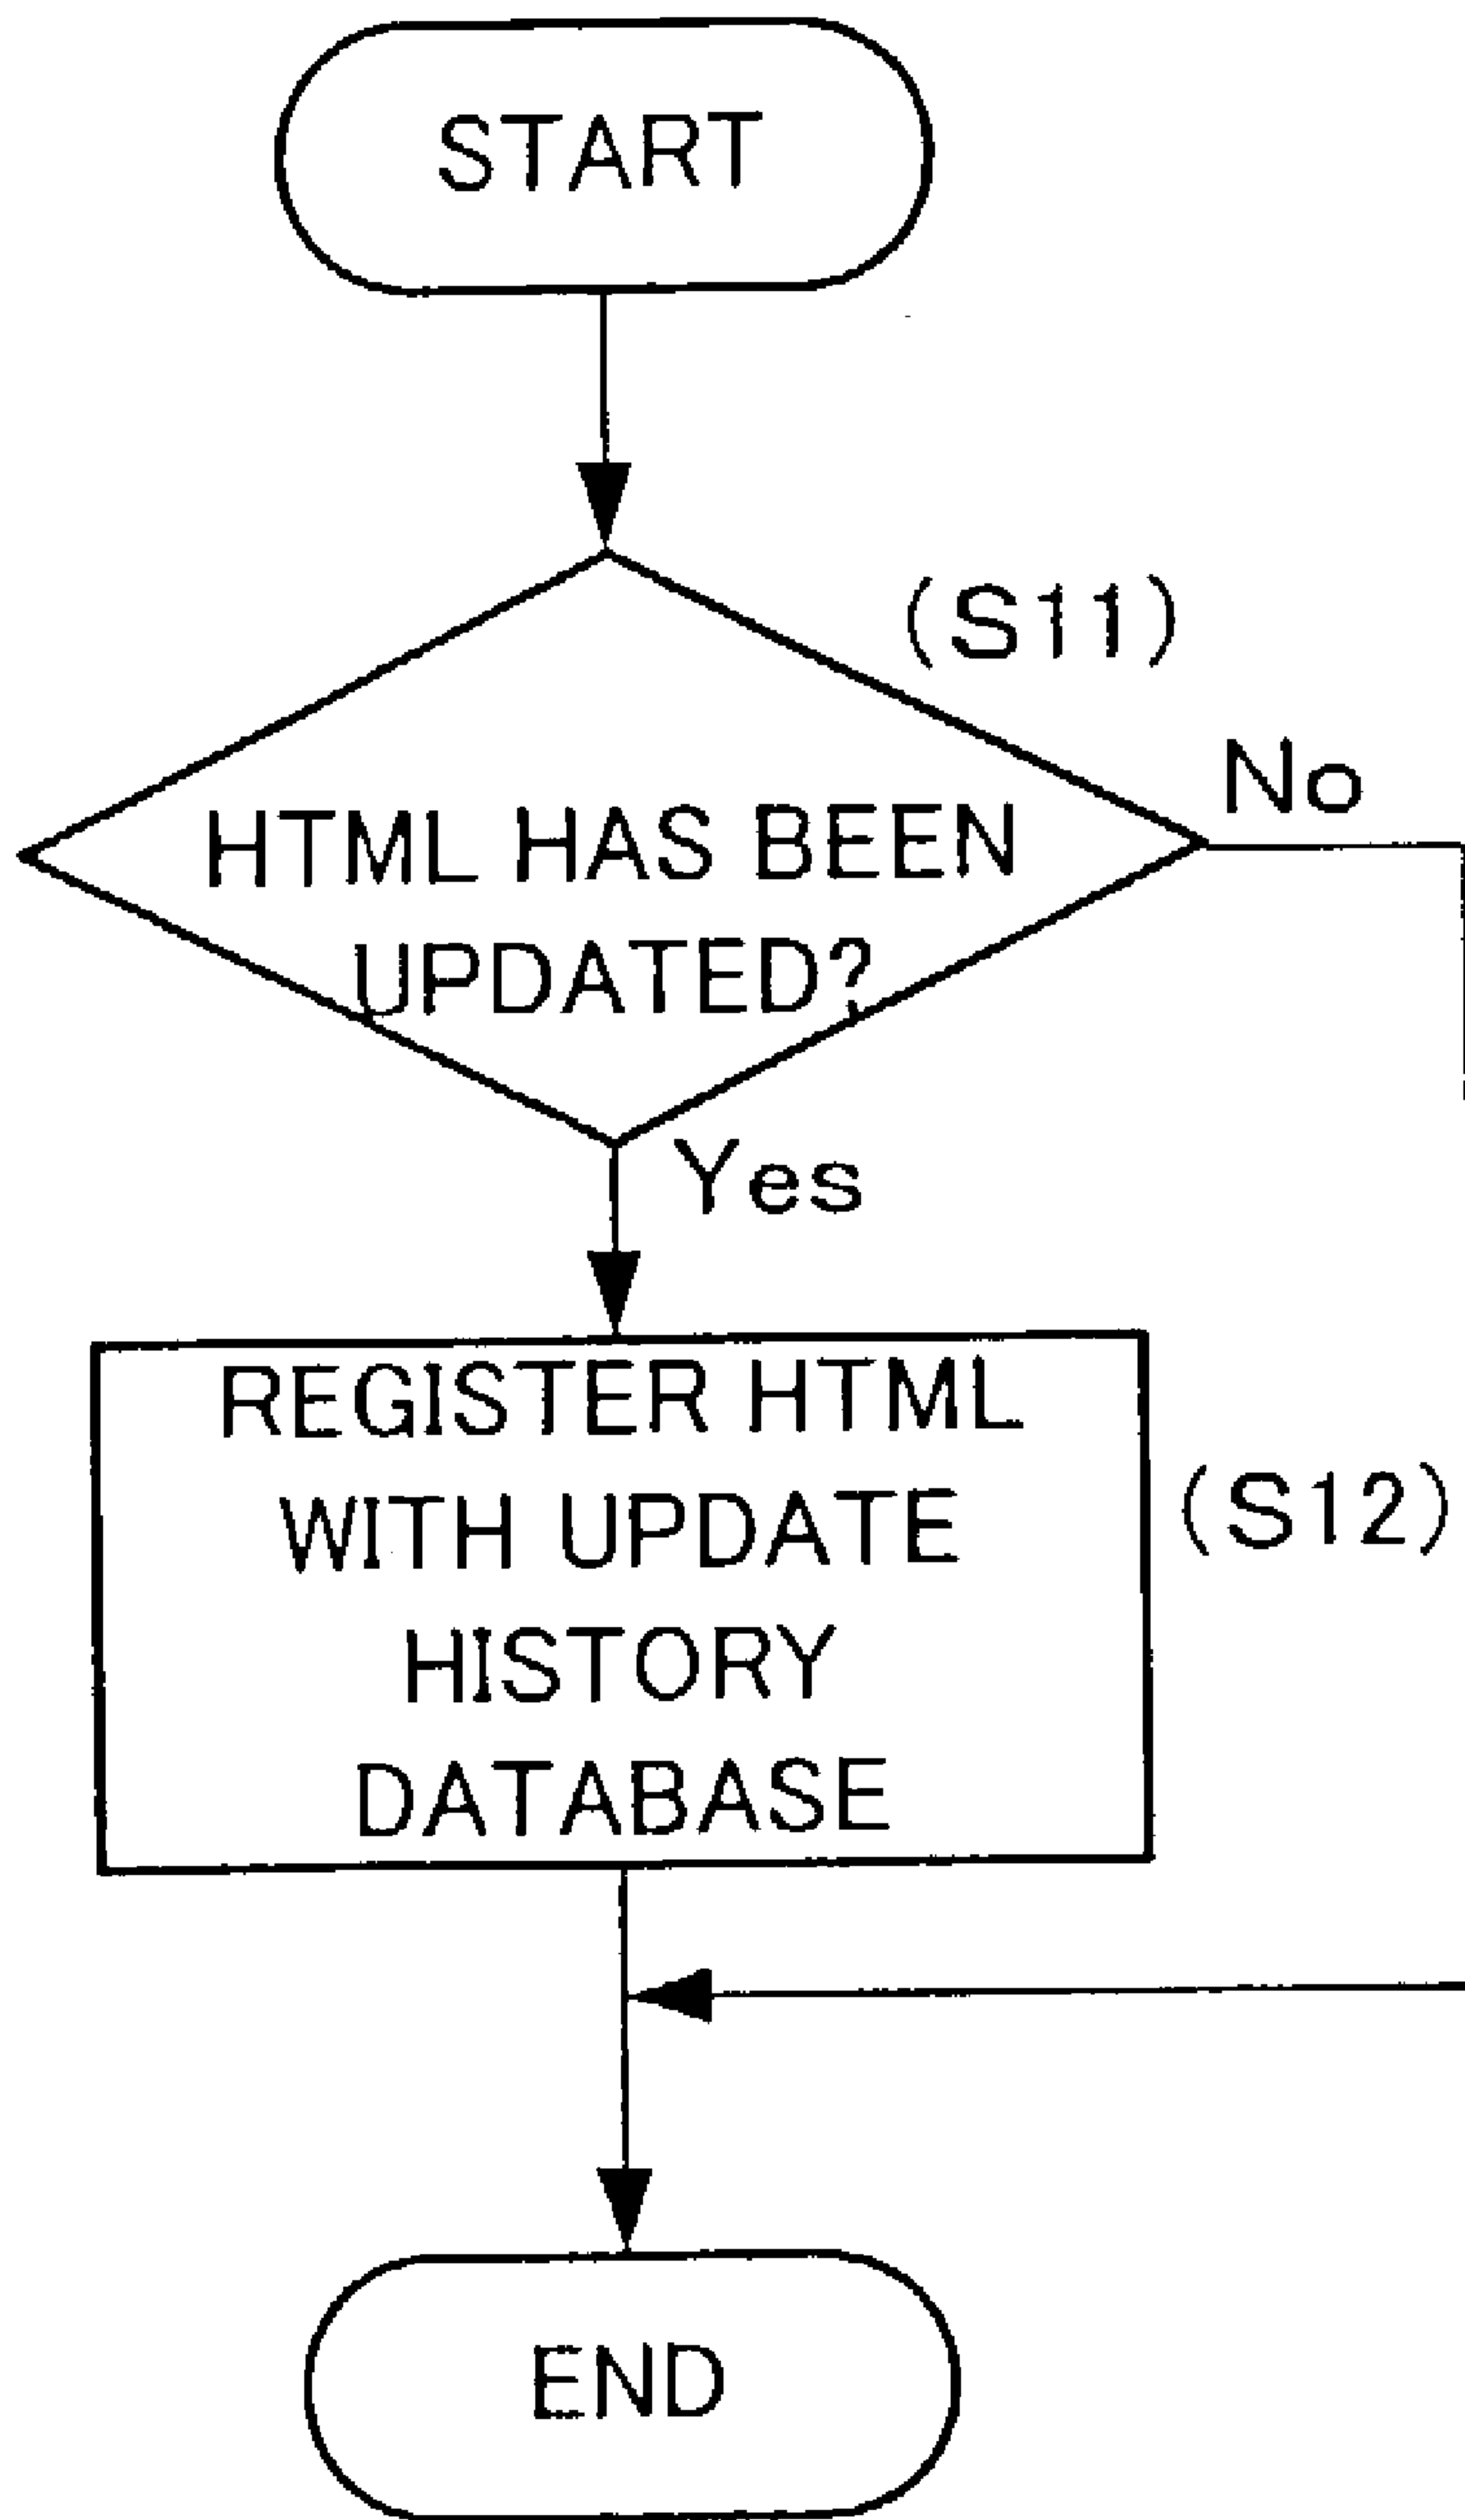 START
(S11)
No
HTML HAS BEEN
UPDATED?
Yes
REGISTER HTML
WITH UPDATE
(S12)
HISTORY
DATABASE
END